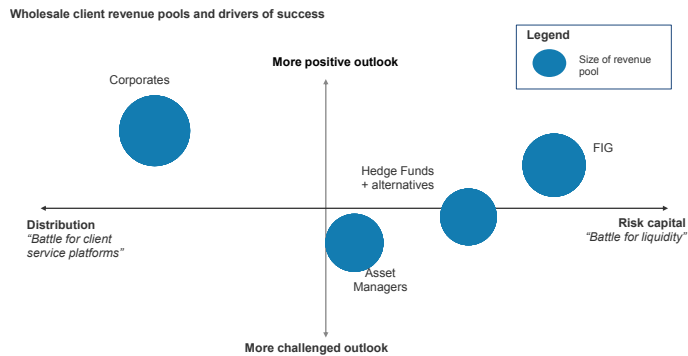 Wholesale client revenue pools and drivers of success
Legend
Size of revenue
pool
More positive outlook
Corporates
FIG
Hedge Funds
+ alternatives
Distribution
“Battle for client
service platforms”
Risk capital
“Battle for liquidity”
Asset
Managers
More challenged outlook